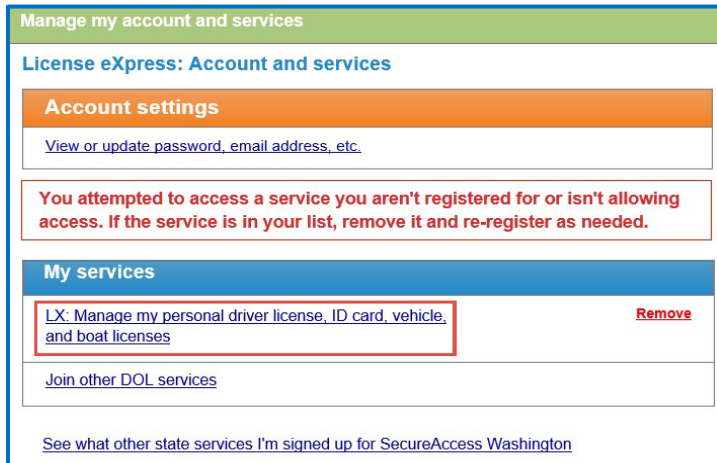 Manage my account and services
License eXpress: Account and services
Account settings
View or update password, email address, etc.
You attempted to access a service you aren't registered for or isn't allowing
access. If the service is in your list, remove it and re-register as needed.
My services
LX: Manage my personal driver license, ID card, vehicle,
and boat licenses
Remove
Join other DOL services
See what other state services I'm signed up for SecureAccess Washington